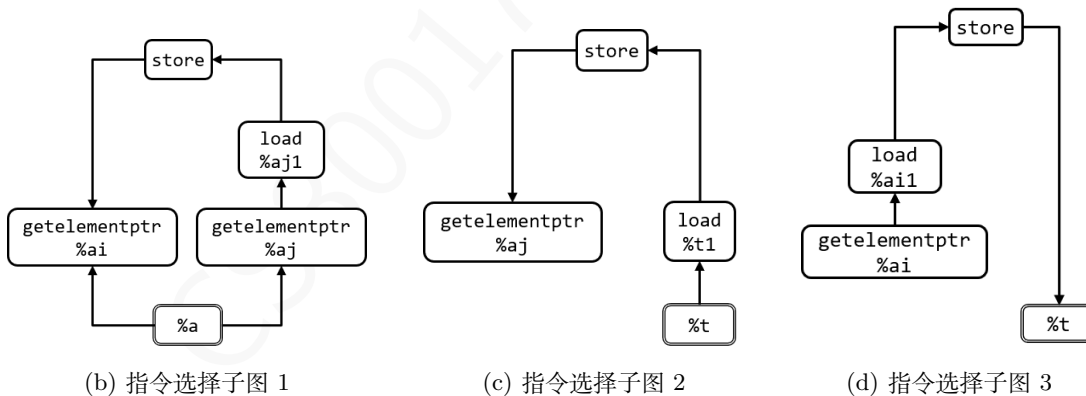 store
load
%aj1
getelementptr
%ai
getelementptr
%aj
%a
(b) 指令选择子图 1
store
getelementptr
%aj
load
%t1
%t
(c) 指令选择子图 2
store
load
%ai1
getelementptr
%ai
%t
(d) 指令选择子图 3